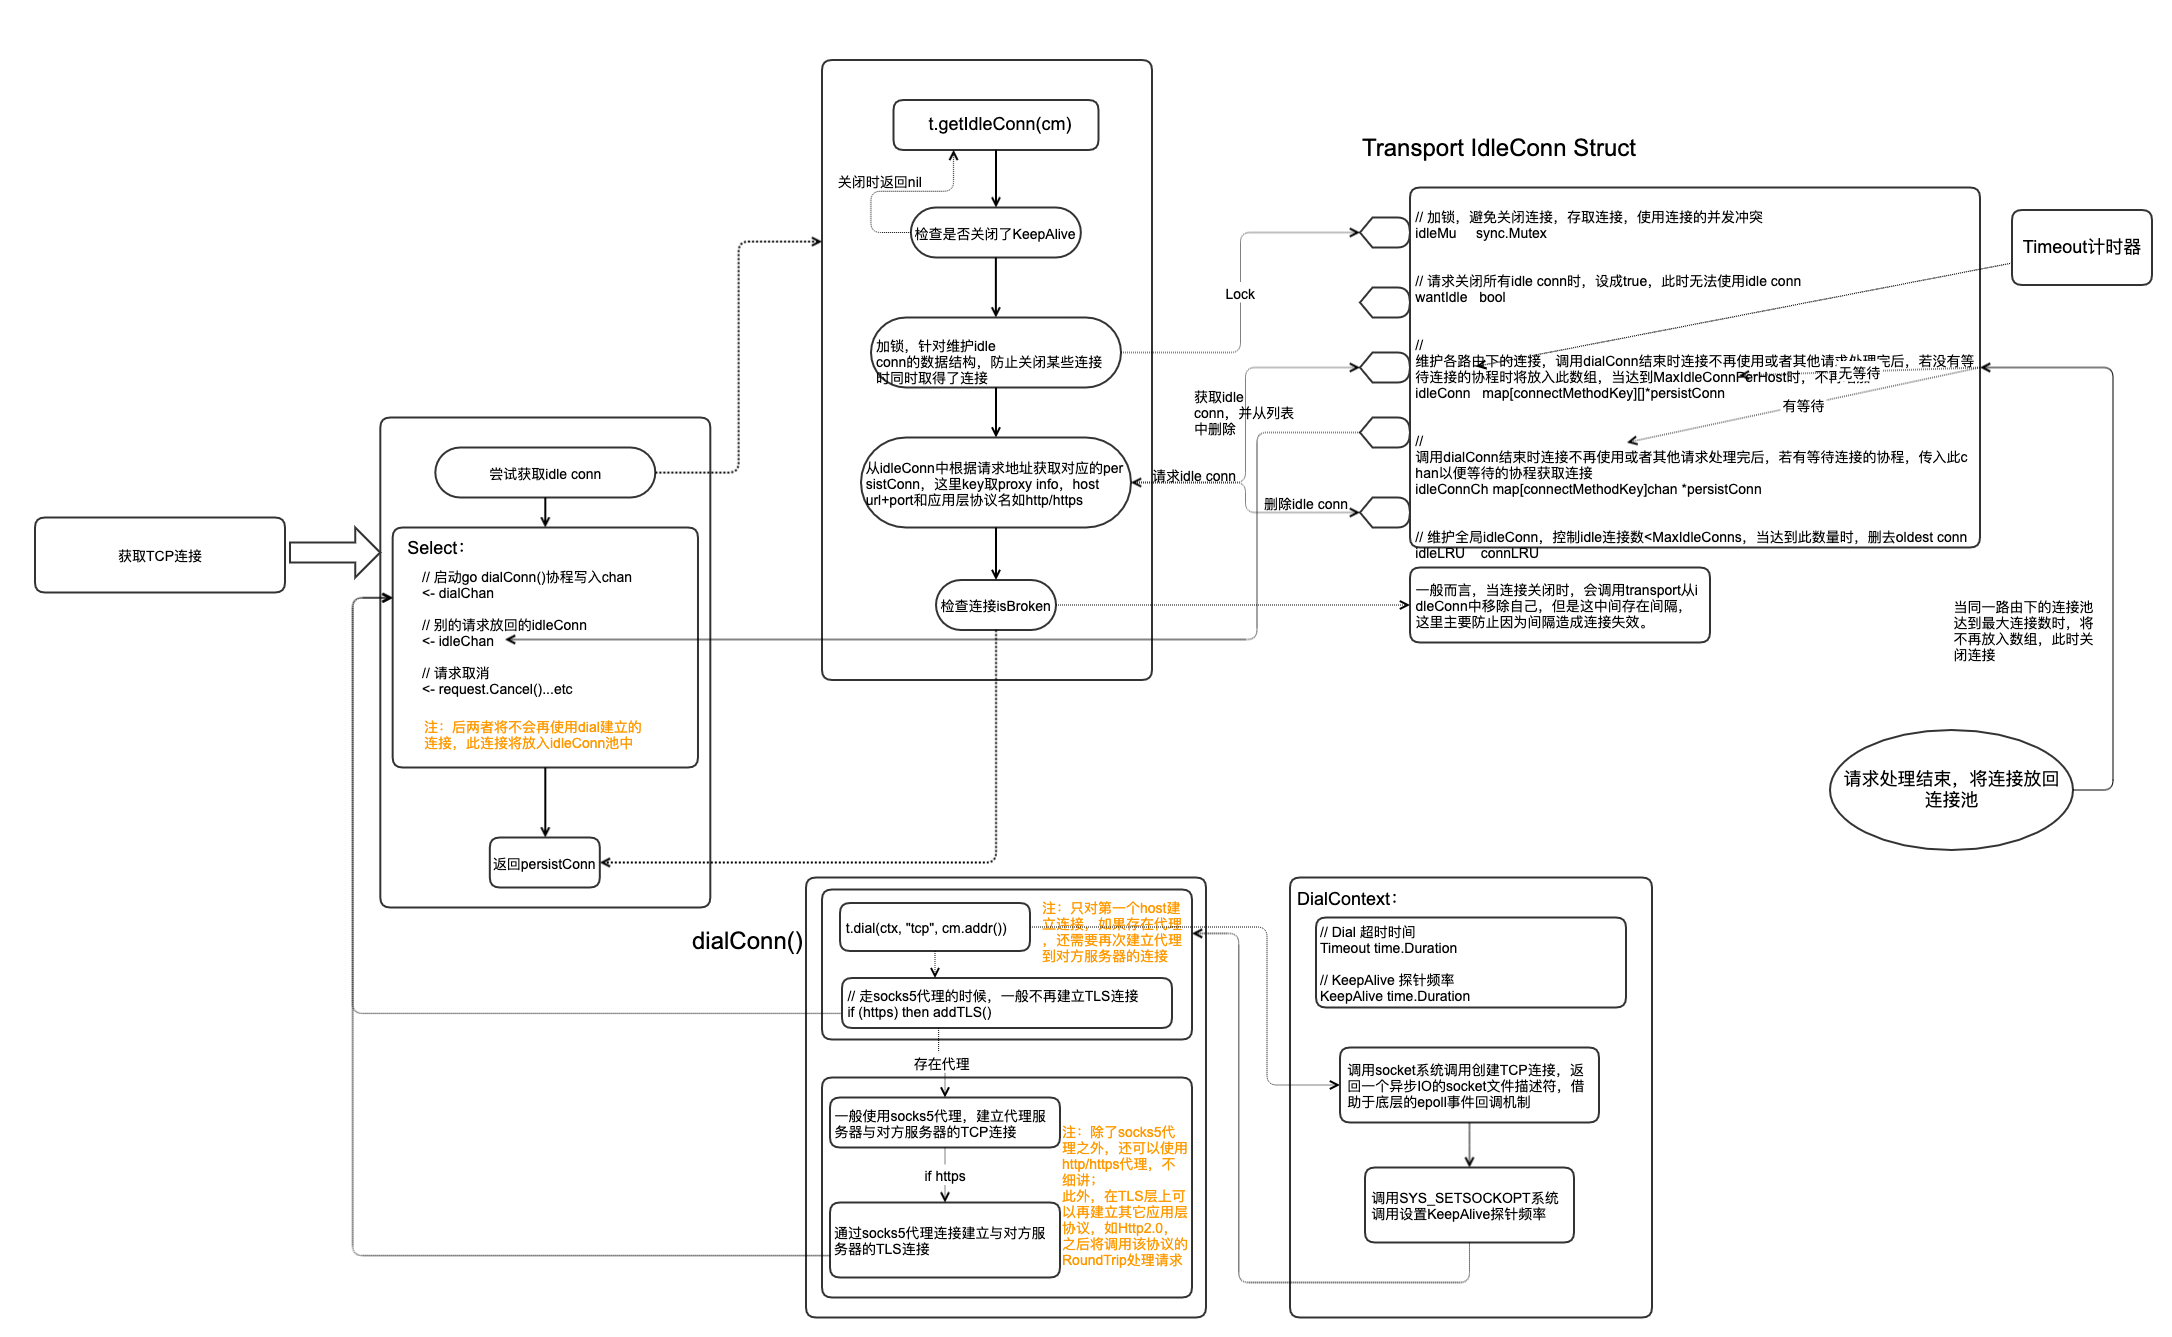 t.getIdleConn(cm)
关闭时返回nil
检查是否关闭了KeepAlive
加锁，针对维护idle
conn的数据结构，防止关闭某些连接
时同时取得了连接
从idleConn中根据请求地址获取对应的per
sistConn，这里key取proxy info，host
url+port和应用层协议名如http/https
检查连接isBroken
Lock
获取idle
conn，并从列表
中删除
请求idle conn
删除idle conn
Transport IdleConn Struct
// 加锁，避免关闭连接，存取连接，使用连接的并发冲突
idleMu sync.Mutex
// 请求关闭所有idle conn时，设成true，此时无法使用idle conn
wantIdle bool
//
维护各路由下的连接，调用dialConn结束时连接不再使用或者其他请求处理完后，若没有等
待连接的协程时将放入此数组，当达到MaxIdleConnPerHost时，不再
idleConn map[connectMethodKey][]*persistConn
//
调用dialConn结束时连接不再使用或者其他请求处理完后，若有等待连接的协程，传入此c
han以便等待的协程获取连接
idleConnCh map[connectMethodKey]chan *persistConn
// 维护全局idleConn，控制idle连接数<MaxIdleConns，当达到此数量时，删去oldest conn
idleLRU connLRU
无等待
有等待
Timeout计时器
一般而言，当连接关闭时，会调用transport从i
dleConn中移除自己，但是这中间存在间隔，
这里主要防止因为间隔造成连接失效。
当同一路由下的连接池
达到最大连接数时，将
不再放入数组，此时关
闭连接
请求处理结束，将连接放回
连接池
获取TCP连接
尝试获取idle conn
Select：
// 启动go dialConn()协程写入chan
<- dialChan
// 别的请求放回的idleConn
<- idleChan
// 请求取消
<- request.Cancel()...etc
注：后两者将不会再使用dial建立的
连接，此连接将放入idleConn池中
返回persistConn
dialConn()
t.dial(ctx, "tcp", cm.addr())
注：只对第一个host建
立连接，如果存在代理
，还需要再次建立代理
到对方服务器的连接
// 走socks5代理的时候，一般不再建立TLS连接
if (https) then addTLS()
存在代理
一般使用socks5代理，建立代理服
务器与对方服务器的TCP连接
if https
通过socks5代理连接建立与对方服
务器的TLS连接
注：除了socks5代
理之外，还可以使用
http/https代理，不
细讲；
此外，在TLS层上可
以再建立其它应用层
协议，如Http2.0，
之后将调用该协议的
RoundTrip处理请求
DialContext：
// Dial 超时时间
Timeout time.Duration
// KeepAlive 探针频率
KeepAlive time.Duration
调用socket系统调用创建TCP连接，返
回一个异步IO的socket文件描述符，借
助于底层的epoll事件回调机制
调用SYS_SETSOCKOPT系统
调用设置KeepAlive探针频率